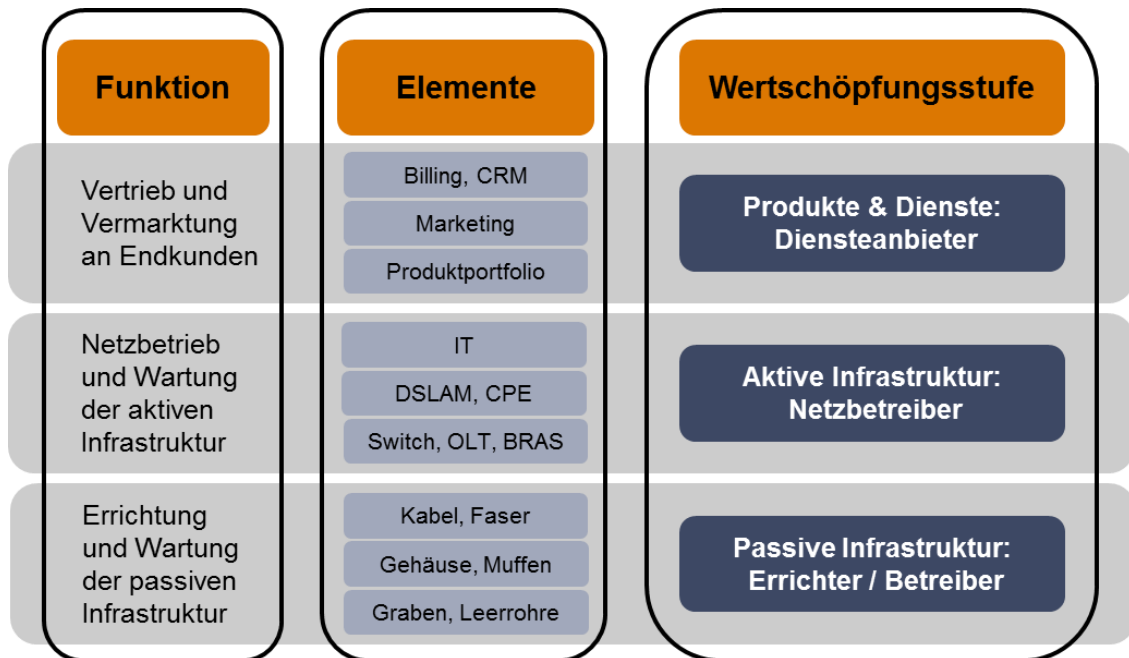 Funktion
Elemente
Wertschöpfungsstufe
Vertrieb und
Vermarktung
an Endkunden
Billing, CRM
Marketing
Produktportfolio
Produkte & Dienste:
Diensteanbieter
Netzbetrieb
und Wartung
der aktiven
Infrastruktur
IT
DSLAM, CPE
Switch, OLT, BRAS
Aktive Infrastruktur:
Netzbetreiber
Errichtung
und Wartung
der passiven
Infrastruktur
Kabel, Faser
Gehäuse, Muffen
Graben, Leerrohre
Passive Infrastruktur:
Errichter / Betreiber